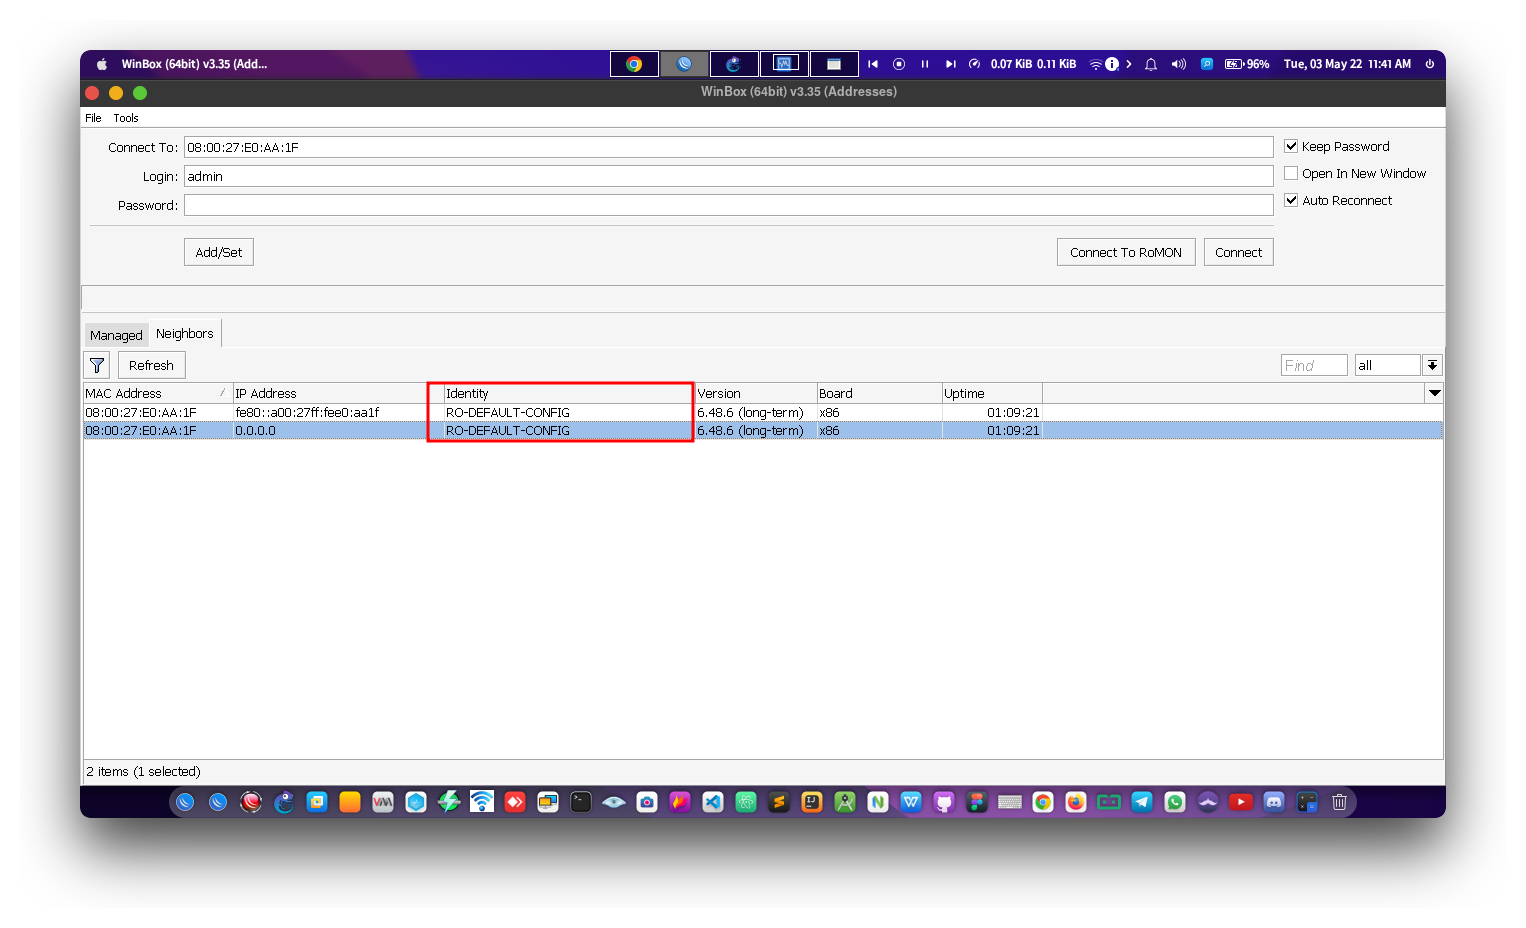 WinBox (64bit) v3.35 (Add... 0.07 KiB 0.11 KiB 96% Tue, 03 May 22 11:41 AM
WinBox (64bit) v3.35 (Addresses)
File Tools
Connect To: 08:00:27:E0:AA:1F Keep Password
Login: admin Open In New Window
Password: Auto Reconnect
Add/Set Connect To RoMON Connect
Managed Neighbors
Refresh Find all
MAC Address IP Address Identity Version Board Uptime
08:00:27:E0:AA:1F fe80::a00:27ff:fee0:aa1f RO-DEFAULT-CONFIG 6.48.6 (long-term) x86 01:09:21
08:00:27:E0:AA:1F 0.0.0.0 RO-DEFAULT-CONFIG 6.48.6 (long-term) x86 01:09:21
2 items (1 selected)